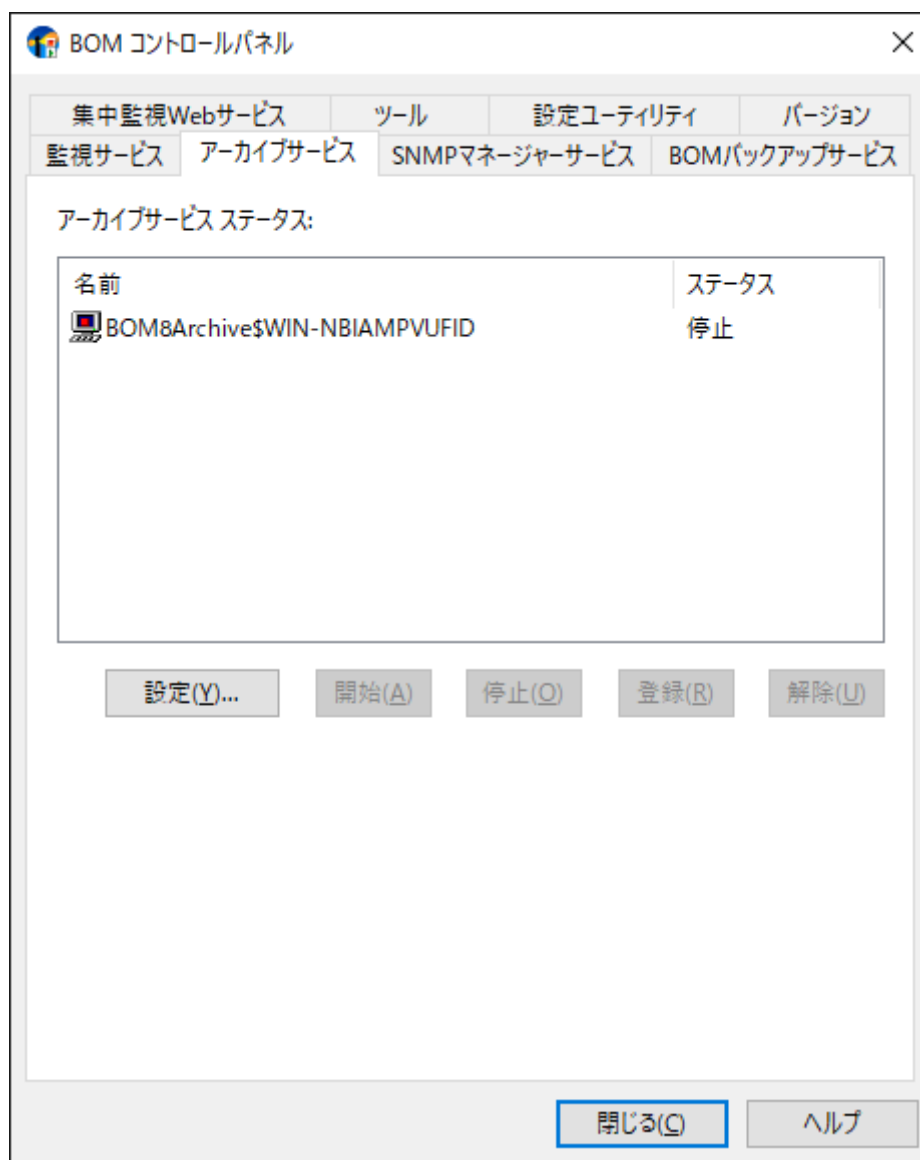 BOM コントロールパネル
集中監視Webサービス ツール 設定ユーティリティ バージョン
監視サービス アーカイブサービス SNMPマネージャーサービス BOMバックアップサービス
アーカイブサービス ステータス:
名前 ステータス
BOM8Archive$WIN-NBIAMPVUFID 停止
設定(Y)... 開始(A) 停止(O) 登録(R) 解除(U)
閉じる(C) ヘルプ